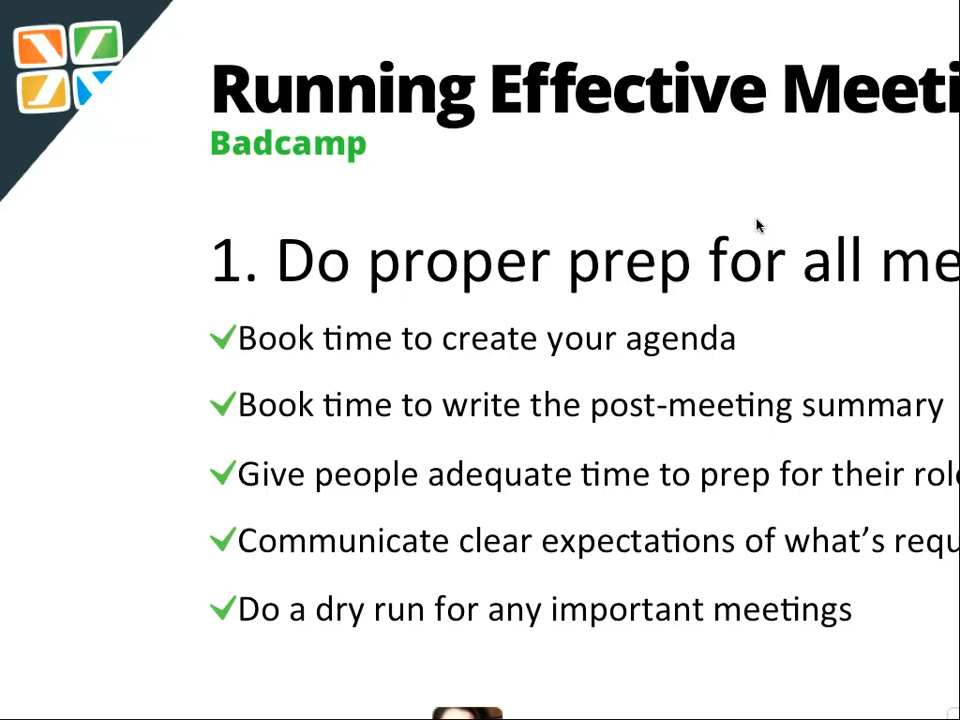 Running Effective Meeti
Badcamp
1. Do proper prep for all me
Book time to create your agenda
Book time to write the post-meeting summary
Give people adequate time to prep for their role
Communicate clear expectations of what's requ
Do a dry run for any important meetings